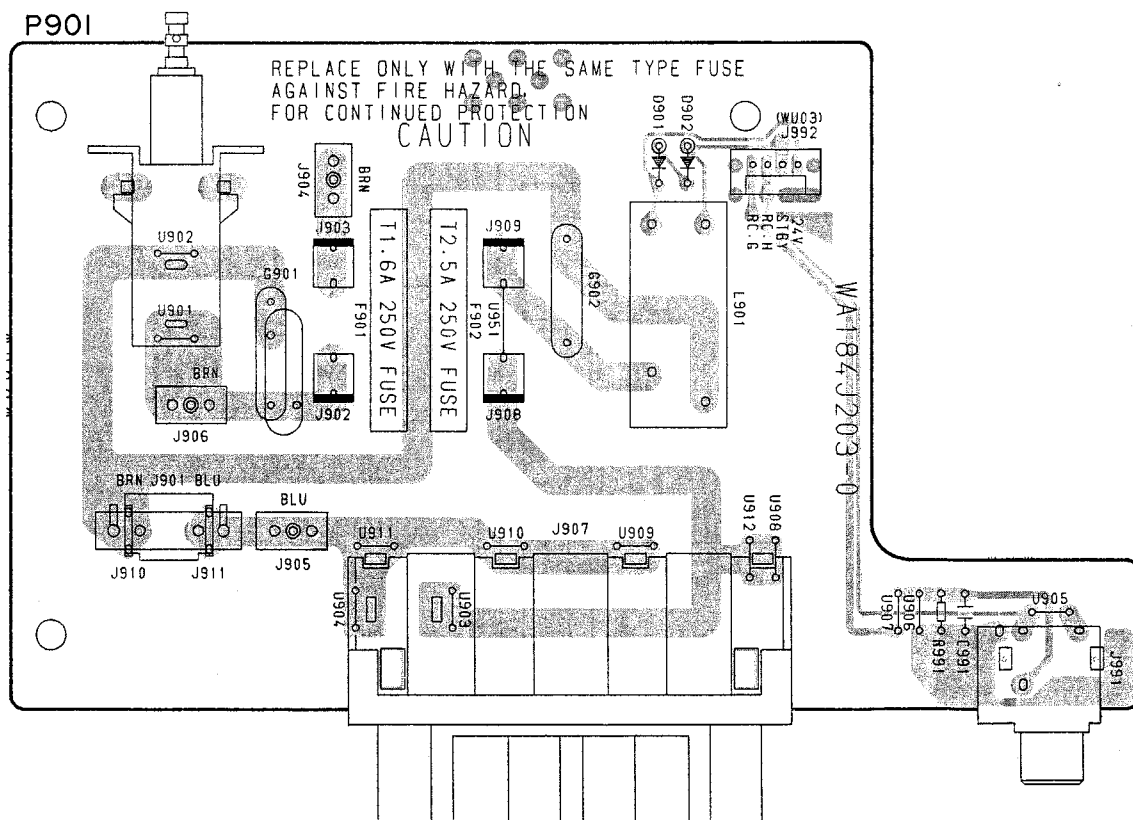 P901
REPLACE ONLY WITH THE SAME TYPE FUSE
AGAINST FIRE HAZARD,
FOR CONTINUED PROTECTION
CAUTION
D901
D902
(WU03)
J992
J904
BRN
J903
T1.6A 250V FUSE
T2.5A 250V FUSE
J909
24V
STBY
RC.H
RC.G
U902
G901
F901
F902
U951
G902
L901
U901
WA184J203-0
BRN
J906
J902
J908
BRN J901 BLU
BLU
J910
J911
J905
U911
U910
J907
U909
U912
U908
U904
U903
U907
U906
R991
C991
U905
J991